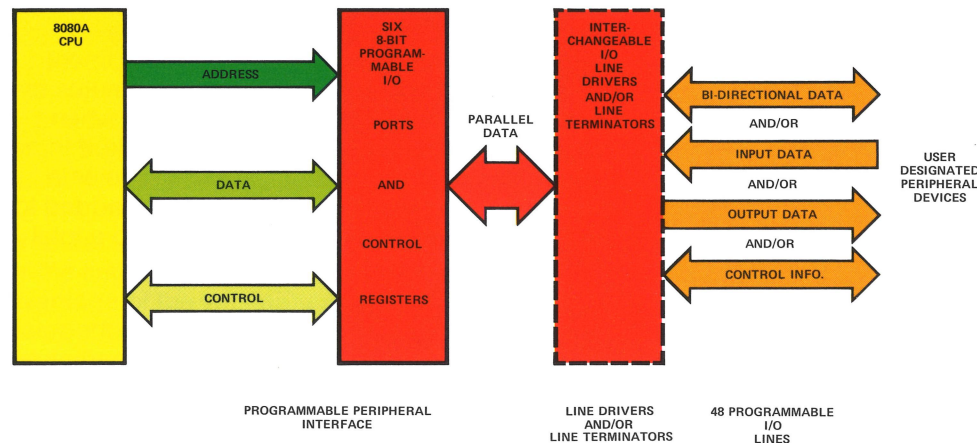 8080A
CPU
ADDRESS
DATA
CONTROL
SIX
8-BIT
PROGRAM-
MABLE
I/O
PORTS
AND
CONTROL
REGISTERS
PARALLEL
DATA
INTER-
CHANGEABLE
I/O
LINE
DRIVERS
AND/OR
LINE
TERMINATORS
BI-DIRECTIONAL DATA
AND/OR
INPUT DATA
AND/OR
OUTPUT DATA
AND/OR
CONTROL INFO.
USER
DESIGNATED
PERIPHERAL
DEVICES
PROGRAMMABLE PERIPHERAL
INTERFACE
LINE DRIVERS
AND/OR
LINE TERMINATORS
48 PROGRAMMABLE
I/O
LINES